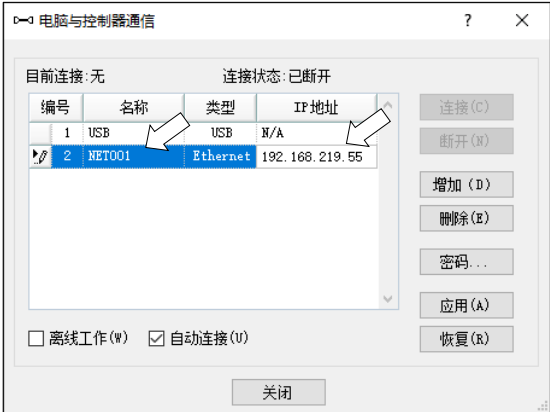 电脑与控制器通信 ?
目前连接:无 连接状态:已断开
编号 名称 类型 IP地址
1 USB USB N/A
2 NET001 Ethernet 192.168.219.55
连接(C)
断开(N)
增加 (D)
删除(E)
密码...
应用(A)
恢复(R)
离线工作(W) 自动连接(U)
关闭